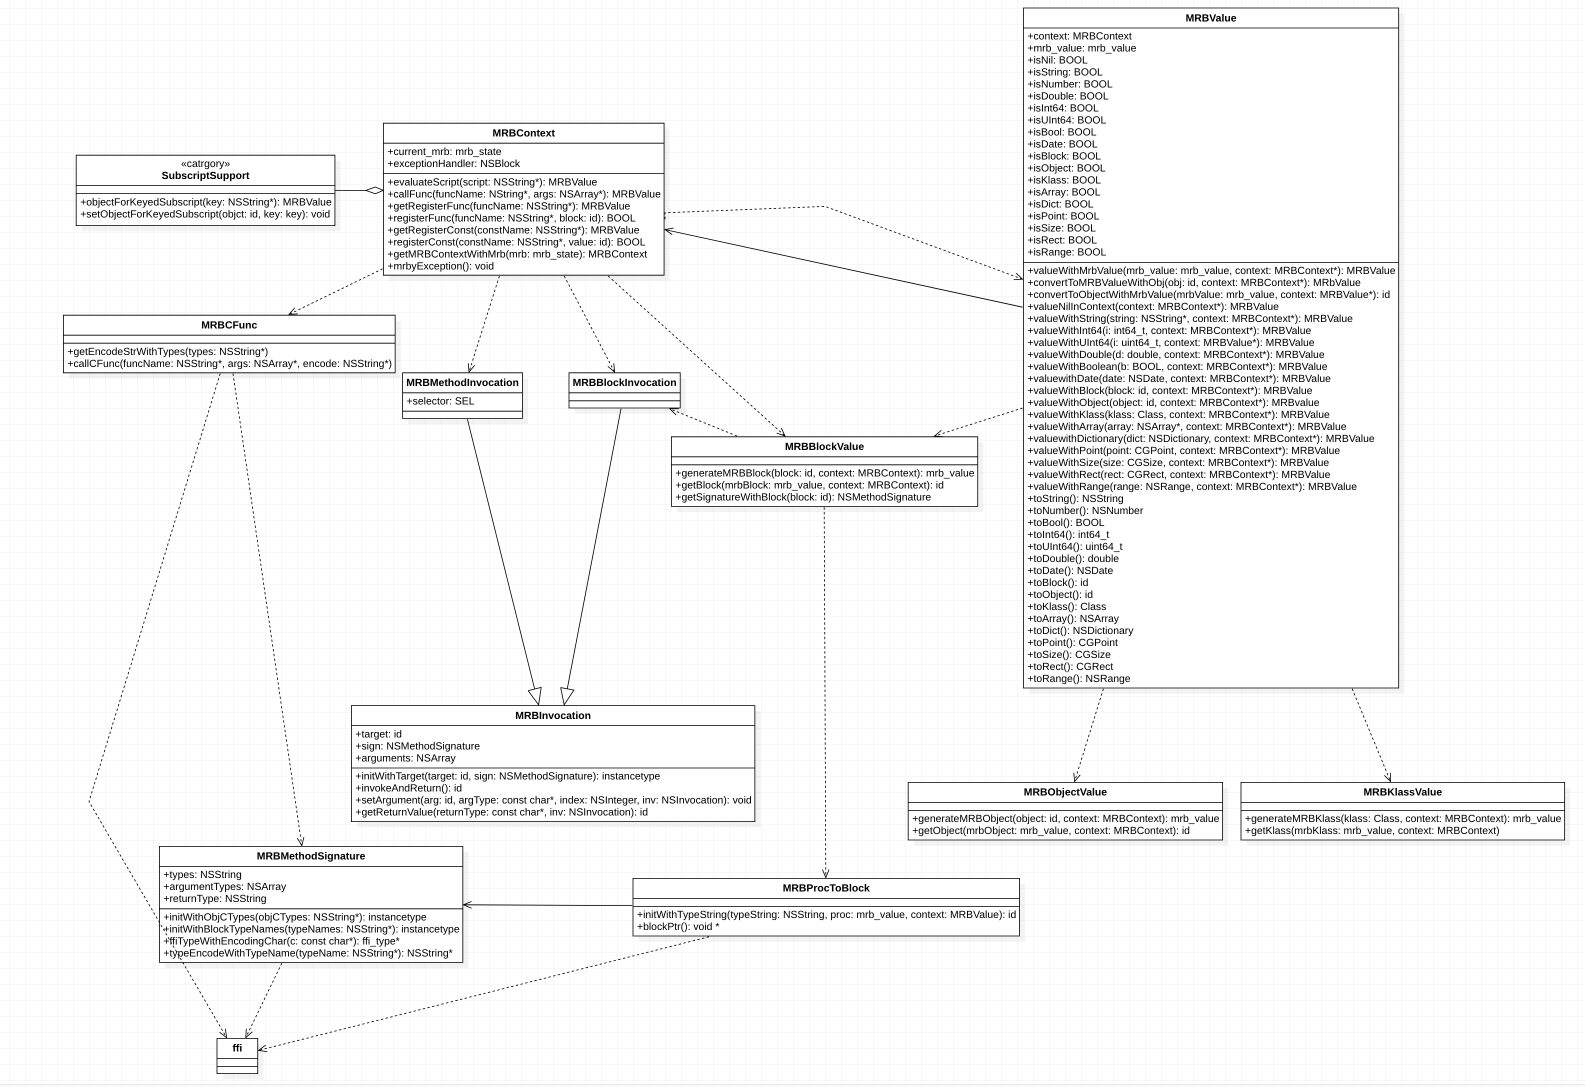 MRBValue
+context: MRBContext
+mrb_value: mrb_value
+isNil: BOOL
+isString: BOOL
+isNumber: BOOL
+isDouble: BOOL
+isInt64: BOOL
+isUInt64: BOOL
+isBool: BOOL
+isDate: BOOL
+isBlock: BOOL
+isObject: BOOL
+isKlass: BOOL
+isArray: BOOL
+isDict: BOOL
+isPoint: BOOL
+isSize: BOOL
+isRect: BOOL
+isRange: BOOL
+valueWithMrbValue(mrb_value: mrb_value, context: MRBContext*): MRBValue
+convertToMRBValueWithObj(obj: id, context: MRBContext*): MRBValue
+convertToObjectWithMrbValue(mrbValue: mrb_value, context: MRBValue*): id
+valueNilInContext(context: MRBContext*): MRBValue
+valueWithString(string: NSString*, context: MRBContext*): MRBValue
+valueWithInt64(i: int64_t, context: MRBContext*): MRBValue
+valueWithUInt64(i: uint64_t, context: MRBValue*): MRBValue
+valueWithDouble(d: double, context: MRBContext*): MRBValue
+valueWithBoolean(b: BOOL, context: MRBContext*): MRBValue
+valuewithDate(date: NSDate, context: MRBContext*): MRBValue
+valueWithBlock(block: id, context: MRBContext*): MRBValue
+valueWithObject(object: id, context: MRBContext*): MRBValue
+valueWithKlass(klass: Class, context: MRBContext*): MRBValue
+valueWithArray(array: NSArray*, context: MRBContext*): MRBValue
+valuewithDictionary(dict: NSDictionary, context: MRBContext*): MRBValue
+valueWithPoint(point: CGPoint, context: MRBContext*): MRBValue
+valueWithSize(size: CGSize, context: MRBContext*): MRBValue
+valueWithRect(rect: CGRect, context: MRBContext*): MRBValue
+valueWithRange(range: NSRange, context: MRBContext*): MRBValue
+toString(): NSString
+toNumber(): NSNumber
+toBool(): BOOL
+toInt64(): int64_t
+toUInt64(): uint64_t
+toDouble(): double
+toDate(): NSDate
+toBlock(): id
+toObject(): id
+toKlass(): Class
+toArray(): NSArray
+toDict(): NSDictionary
+toPoint(): CGPoint
+toSize(): CGSize
+toRect(): CGRect
+toRange(): NSRange
MRBContext
+current_mrb: mrb_state
+exceptionHandler: NSBlock
+evaluateScript(script: NSString*): MRBValue
+callFunc(funcName: NString*, args: NSArray*): MRBValue
+getRegisterFunc(funcName: NSString*): MRBValue
+registerFunc(funcName: NSString*, block: id): BOOL
+getRegisterConst(constName: NSString*): MRBValue
+registerConst(constName: NSString*, value: id): BOOL
+getMRBContextWithMrb(mrb: mrb_state): MRBContext
+mrbyException(): void
«catrgory»
SubscriptSupport
+objectForKeyedSubscript(key: NSString*): MRBValue
+setObjectForKeyedSubscript(objct: id, key: key): void
MRBCFunc
+getEncodeStrWithTypes(types: NSString*)
+callCFunc(funcName: NSString*, args: NSArray*, encode: NSString*)
MRBMethodInvocation
+selector: SEL
MRBBlockInvocation
MRBBlockValue
+generateMRBBlock(block: id, context: MRBContext): mrb_value
+getBlock(mrbBlock: mrb_value, context: MRBContext): id
+getSignatureWithBlock(block: id): NSMethodSignature
MRBInvocation
+target: id
+sign: NSMethodSignature
+arguments: NSArray
+initWithTarget(target: id, sign: NSMethodSignature): instancetype
+invokeAndReturn(): id
+setArgument(arg: id, argType: const char*, index: NSInteger, inv: NSInvocation): void
+getReturnValue(returnType: const char*, inv: NSInvocation): id
MRBObjectValue
+generateMRBObject(object: id, context: MRBContext): mrb_value
+getObject(mrbObject: mrb_value, context: MRBContext): id
MRBKlassValue
+generateMRBKlass(klass: Class, context: MRBContext): mrb_value
+getKlass(mrbKlass: mrb_value, context: MRBContext)
MRBMethodSignature
+types: NSString
+argumentTypes: NSArray
+returnType: NSString
+initWithObjCTypes(objCTypes: NSString*): instancetype
+initWithBlockTypeNames(typeNames: NSString*): instancetype
+ffiTypeWithEncodingChar(c: const char*): ffi_type*
+typeEncodeWithTypeName(typeName: NSString*): NSString*
MRBProcToBlock
+initWithTypeString(typeString: NSString, proc: mrb_value, context: MRBValue): id
+blockPtr(): void *
ffi